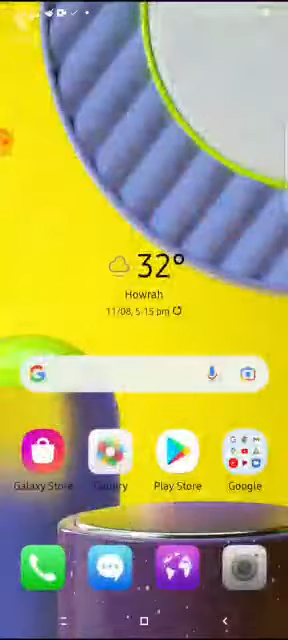 32°
Howrah
11/08, 5:15 pm
Galaxy Store
Gallery
Play Store
Google